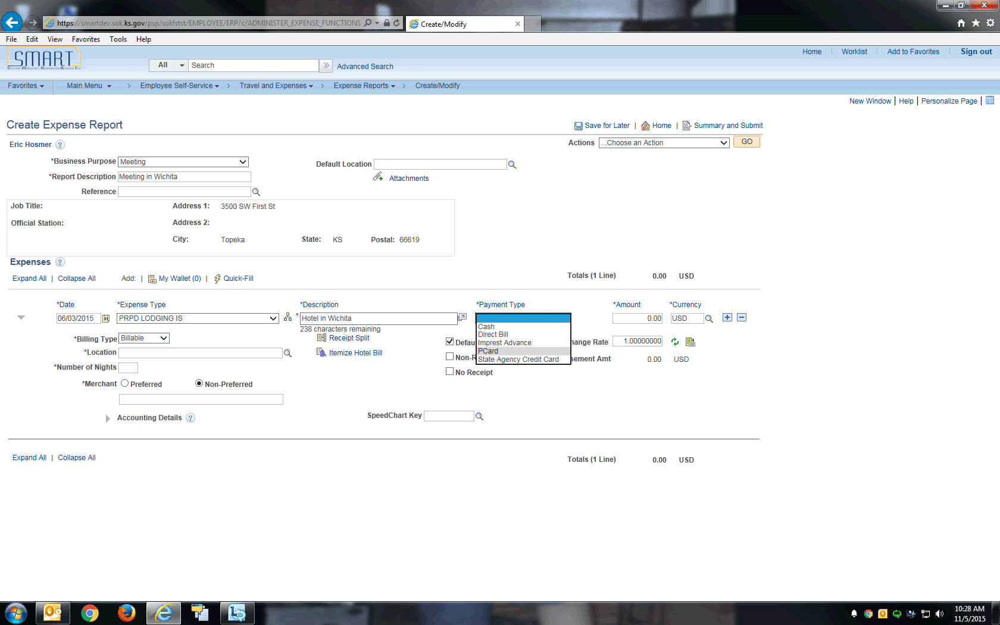 https://smartdev.sok.ks.gov/psp/sokfstst/EMPLOYEE/ERP/c/ADMINISTER_EXPENSE_FUNCTIONS
Create/Modify
File Edit View Favorites Tools Help
SMART
All Search Advanced Search
Home Worklist Add to Favorites Sign out
Favorites Main Menu > Employee Self-Service > Travel and Expenses > Expense Reports > Create/Modify
New Window | Help | Personalize Page |
Create Expense Report
Save for Later | Home | Summary and Submit
Eric Hosmer ?
Actions ...Choose an Action GO
*Business Purpose Meeting
Default Location
*Report Description Meeting in Wichita
Attachments
Reference
Job Title: Address 1: 3500 SW First St
Official Station: Address 2:
City: Topeka State: KS Postal: 66619
Expenses ?
Expand All | Collapse All Add: | My Wallet (0) | Quick-Fill
Totals (1 Line) 0.00 USD
*Date *Expense Type *Description *Payment Type *Amount *Currency
06/03/2015 31 PRPD LODGING IS * Hotel in Wichita 0.00 USD
238 characters remaining
Cash
Direct Bill
Imprest Advance
PCard
State Agency Credit Card
*Billing Type Billable
Receipt Split
Defau
hange Rate 1.00000000
*Location
Itemize Hotel Bill
Non-R
sement Amt 0.00 USD
*Number of Nights
No Receipt
*Merchant Preferred Non-Preferred
Accounting Details ?
SpeedChart Key
Expand All | Collapse All
Totals (1 Line) 0.00 USD
10:28 AM
11/5/2015